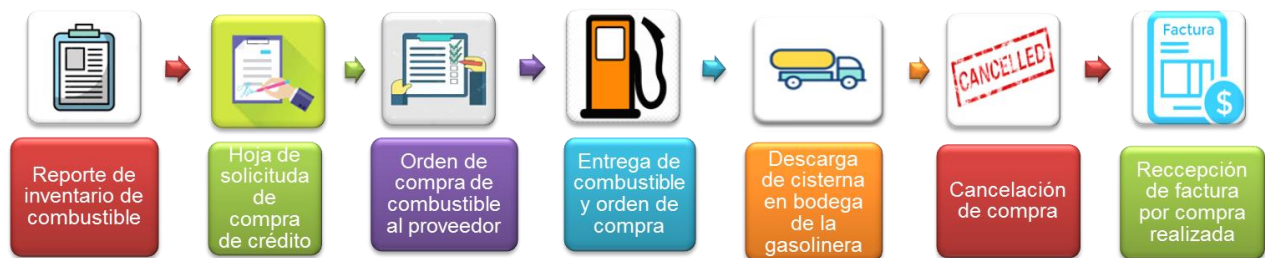 CANCELLED
Factura
$
Reporte de
inventario de
combustible
Hoja de
solicituda
de
compra
de crédito
Orden de
compra de
combustible
al proveedor
Entrega de
combustible
y orden de
compra
Descarga
de cisterna
en bodega
de la
gasolinera
Cancelación
de compra
Reccepción
de factura
por compra
realizada